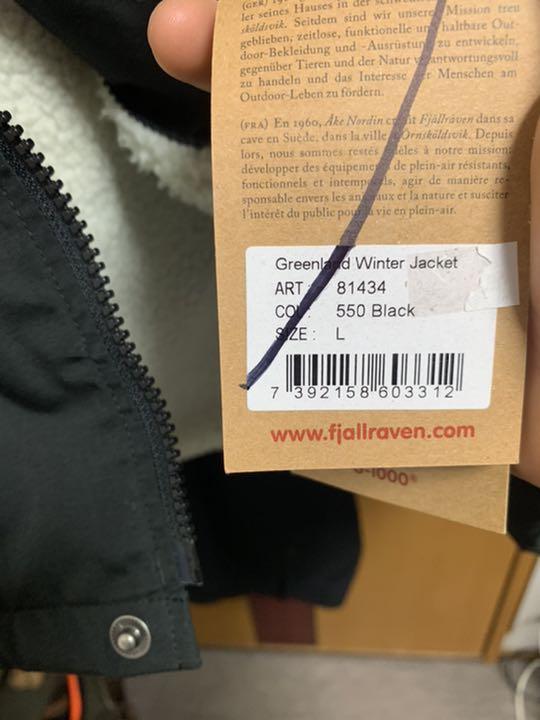 ler seines Hauses in der schwedischen
sköldsvik. Seitdem sind wir unserer Mission treu
geblieben, zeitlose, funktionelle und haltbare Out-
door-Bekleidung und -Ausrüstung zu entwickeln,
gegenüber Tieren und der Natur verantwortungsvoll
zu handeln und das Interesse der Menschen am
Outdoor-Leben zu fördern.
(FRA) En 1960, Åke Nordin créait Fjällräven dans sa
cave en Suède, dans la ville d'Örnsköldsvik. Depuis
lors, nous sommes restés fidèles à notre mission:
développer des équipements de plein-air résistants,
fonctionnels et intemporels, agir de manière re-
sponsable envers les animaux et la nature et susciter
l'intérêt du public pour la vie en plein-air.
Greenland Winter Jacket
ART : 81434
COL : 550 Black
SIZE : L
7 392158 603312
www.fjallraven.com
G-1000®